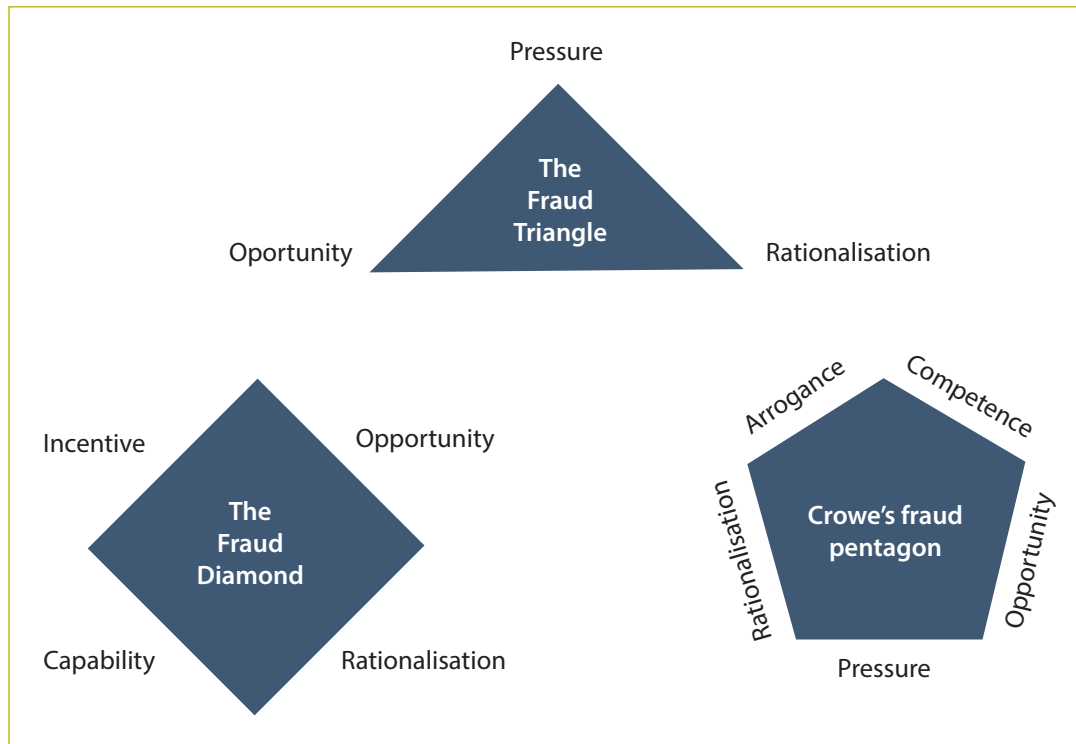 Pressure
The
Fraud
Triangle
Oportunity
Rationalisation
Incentive
Opportunity
The
Fraud
Diamond
Capability
Rationalisation
Arrogance
Competence
Rationalisation
Crowe’s fraud
pentagon
Opportunity
Pressure